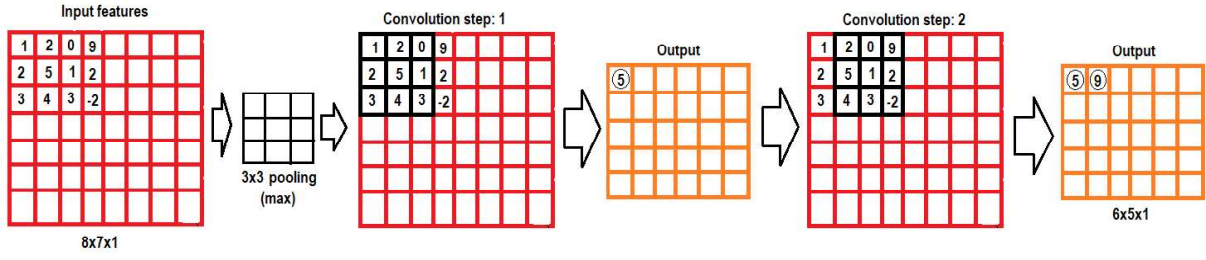 Input features
1 2 0 9
2 5 1 2
3 4 3 -2
8x7x1
3x3 pooling
(max)
Convolution step: 1
1 2 0 9
2 5 1 2
3 4 3 -2
Output
5
Convolution step: 2
1 2 0 9
2 5 1 2
3 4 3 -2
Output
5 9
6x5x1